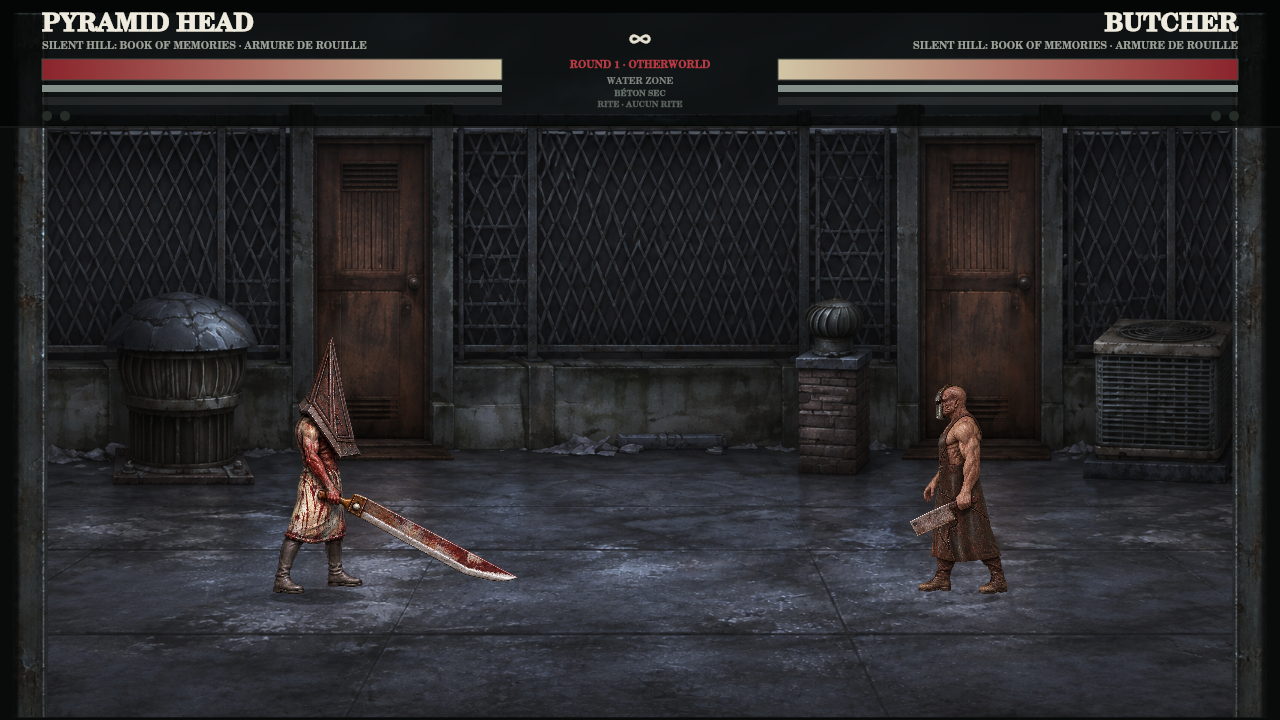 PYRAMID HEAD
SILENT HILL: BOOK OF MEMORIES · ARMURE DE ROUILLE
∞
ROUND 1 · OTHERWORLD
WATER ZONE
BÉTON SEC
RITE · AUCUN RITE
BUTCHER
SILENT HILL: BOOK OF MEMORIES · ARMURE DE ROUILLE